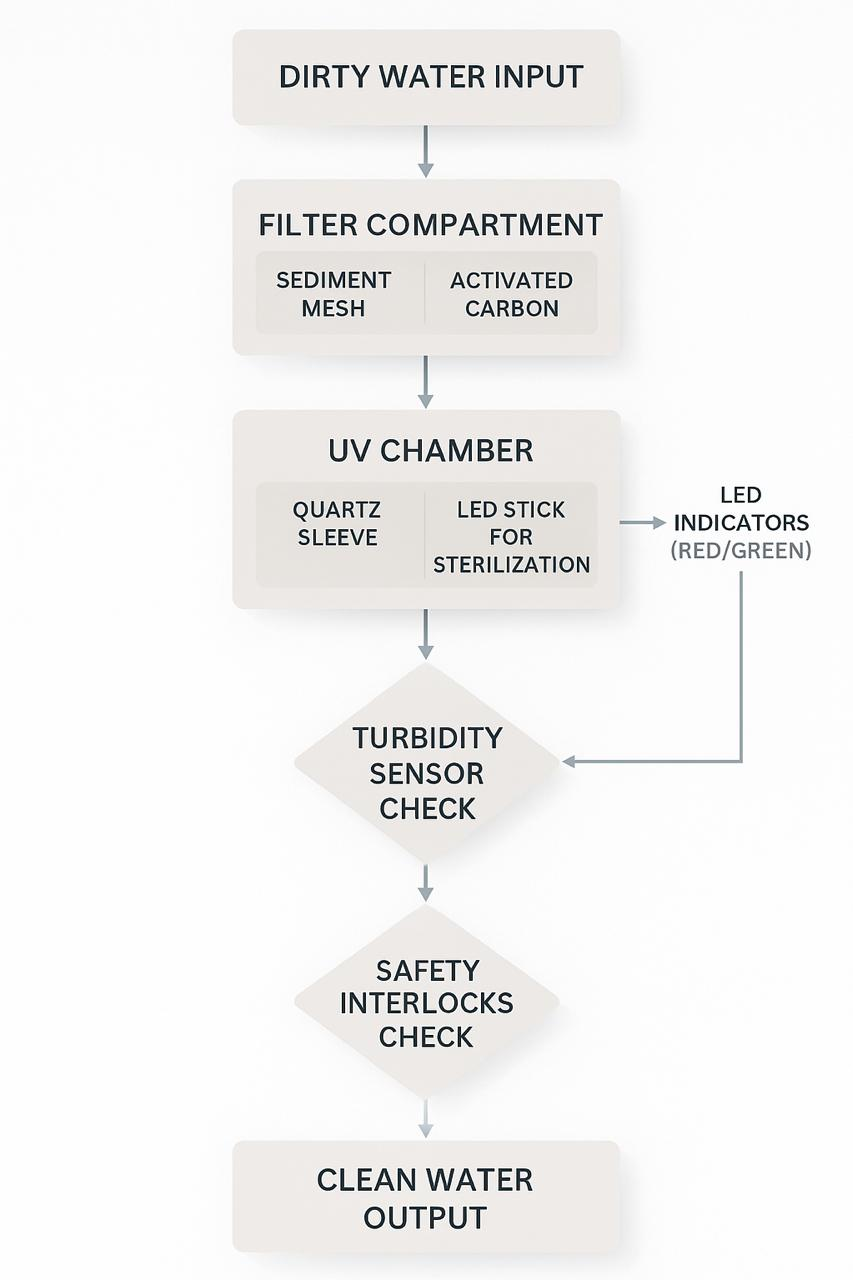 DIRTY WATER INPUT
FILTER COMPARTMENT
SEDIMENT
MESH
ACTIVATED
CARBON
UV CHAMBER
QUARTZ
SLEEVE
LED STICK
FOR
STERILIZATION
LED
INDICATORS
(RED/GREEN)
TURBIDITY
SENSOR
CHECK
SAFETY
INTERLOCKS
CHECK
CLEAN WATER
OUTPUT